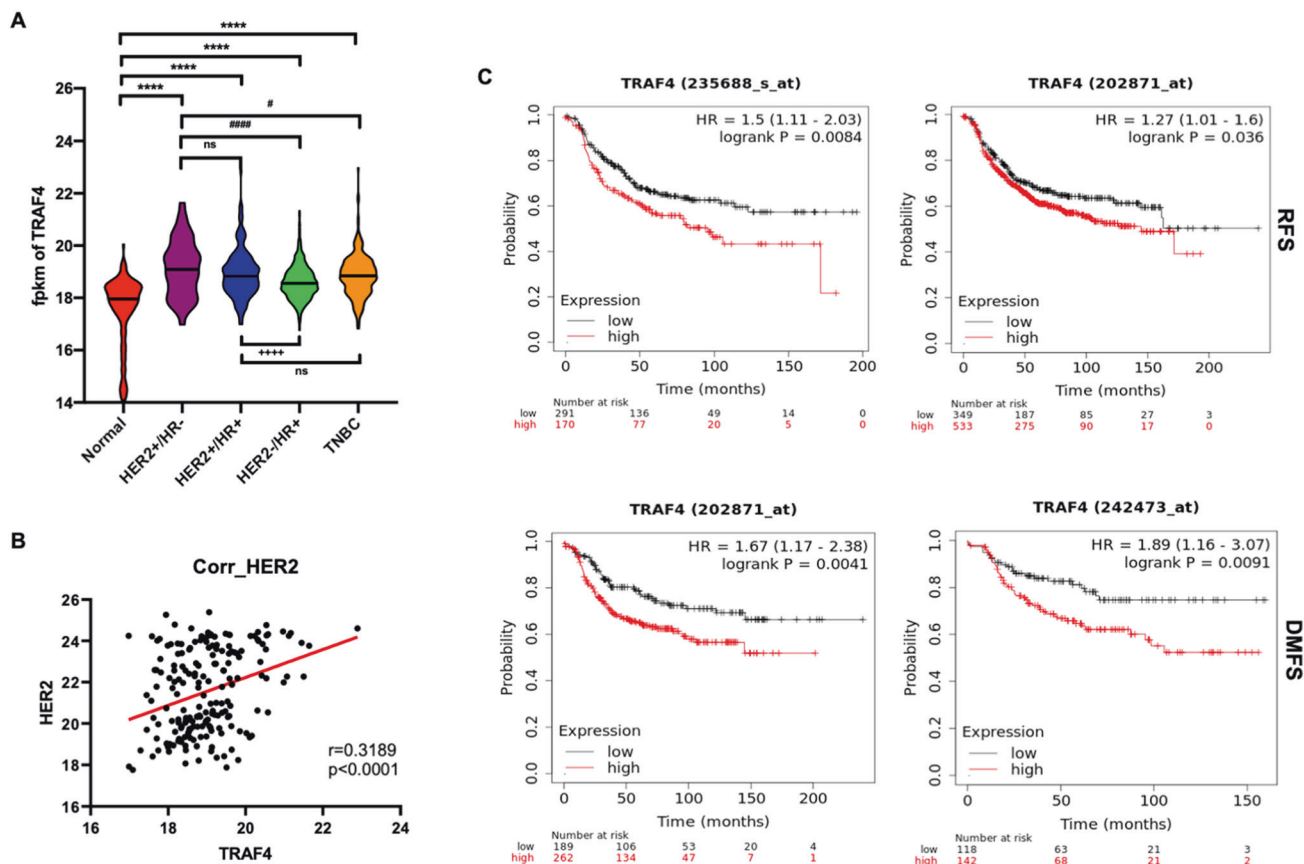 A
****
****
****
****
#
####
ns
26
24
22
20
18
16
14
fpkm of TRAF4
++++
ns
Normal
HER2+/HR-
HER2+/HR+
HER2-/HR+
TNBC
B
Corr_HER2
26
24
22
20
18
16
HER2
r=0.3189
p<0.0001
16 18 20 22 24
TRAF4
C
TRAF4 (235688_s_at)
HR = 1.5 (1.11 - 2.03)
logrank P = 0.0084
Probability
1.0
0.8
0.6
0.4
0.2
0.0
Expression
low
high
0 50 100 150 200
Time (months)
Number at risk
low 291 136 49 14 0
high 170 77 20 5 0
TRAF4 (202871_at)
HR = 1.27 (1.01 - 1.6)
logrank P = 0.036
Probability
1.0
0.8
0.6
0.4
0.2
0.0
Expression
low
high
0 50 100 150 200
Time (months)
Number at risk
low 349 187 85 27 3
high 533 275 90 17 0
RFS
TRAF4 (202871_at)
HR = 1.67 (1.17 - 2.38)
logrank P = 0.0041
Probability
1.0
0.8
0.6
0.4
0.2
0.0
Expression
low
high
0 50 100 150 200
Time (months)
Number at risk
low 189 106 53 20 4
high 262 134 47 7 1
TRAF4 (242473_at)
HR = 1.89 (1.16 - 3.07)
logrank P = 0.0091
Probability
1.0
0.8
0.6
0.4
0.2
0.0
Expression
low
high
0 50 100 150
Time (months)
Number at risk
low 118 63 21 3
high 142 68 21 2
DMFS